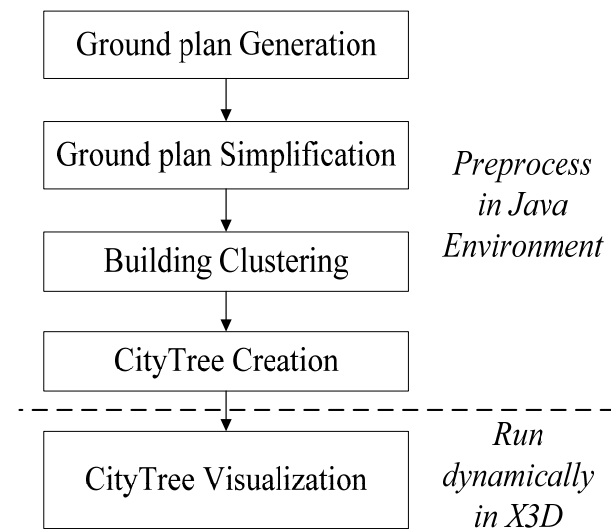 Ground plan Generation
Ground plan Simplification
Preprocess
in Java
Environment
Building Clustering
CityTree Creation
CityTree Visualization
Run
dynamically
in X3D